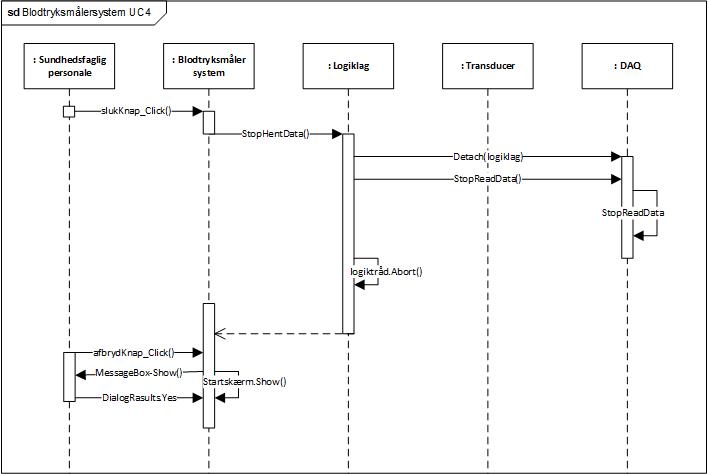 sd Blodtryksmålersystem UC4
: Sundhedsfaglig
personale
: Blodtryksmåler
system
: Logiklag
: Transducer
: DAQ
slukKnap_Click()
StopHentData()
Detach(logiklag)
StopReadData()
StopReadData
logiktråd.Abort()
afbrydKnap_Click()
MessageBox-Show()
Startskærm.Show()
DialogRasults.Yes